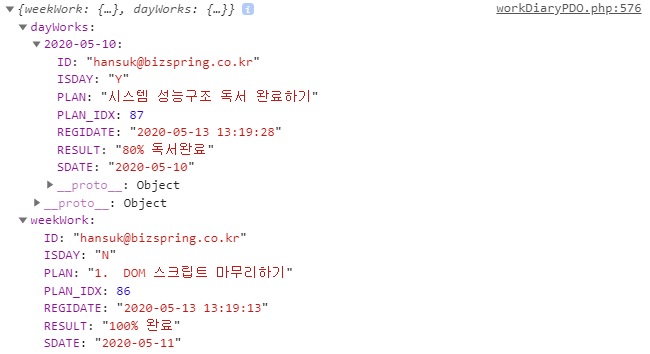 {weekWork: {…}, dayWorks: {…}} i workDiaryPDO.php:576
dayWorks:
2020-05-10:
ID: "hansuk@bizspring.co.kr"
ISDAY: "Y"
PLAN: "시스템 성능구조 독서 완료하기"
PLAN_IDX: 87
REGIDATE: "2020-05-13 13:19:28"
RESULT: "80% 독서완료"
SDATE: "2020-05-10"
__proto__: Object
__proto__: Object
weekWork:
ID: "hansuk@bizspring.co.kr"
ISDAY: "N"
PLAN: "1.  DOM 스크립트 마무리하기"
PLAN_IDX: 86
REGIDATE: "2020-05-13 13:19:13"
RESULT: "100% 완료"
SDATE: "2020-05-11"